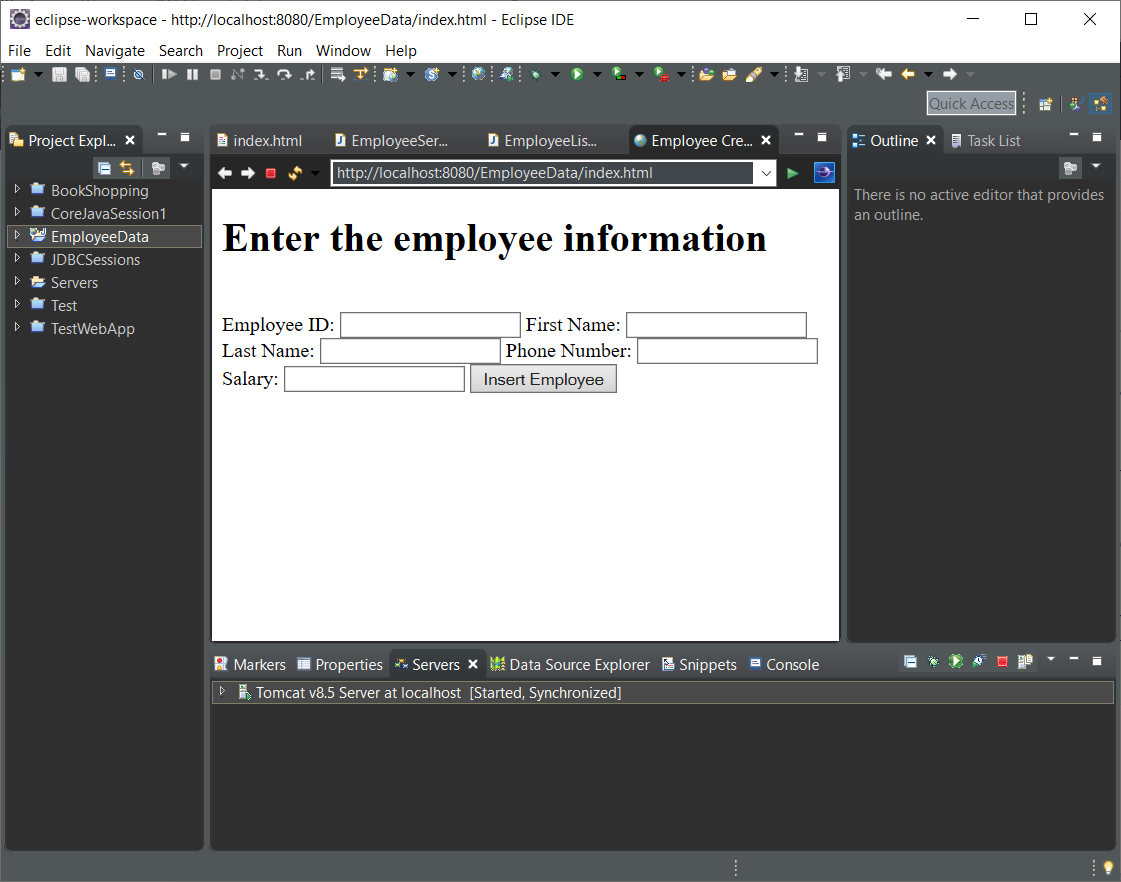 eclipse-workspace - http://localhost:8080/EmployeeData/index.html - Eclipse IDE
File Edit Navigate Search Project Run Window Help
Quick Access
Project Expl...
BookShopping
CoreJavaSession1
EmployeeData
JDBCSessions
Servers
Test
TestWebApp
index.html EmployeeSer... EmployeeLis... Employee Cre...
http://localhost:8080/EmployeeData/index.html
Enter the employee information
Employee ID: First Name:
Last Name: Phone Number:
Salary: Insert Employee
Outline Task List
There is no active editor that provides
an outline.
Markers Properties Servers Data Source Explorer Snippets Console
Tomcat v8.5 Server at localhost [Started, Synchronized]